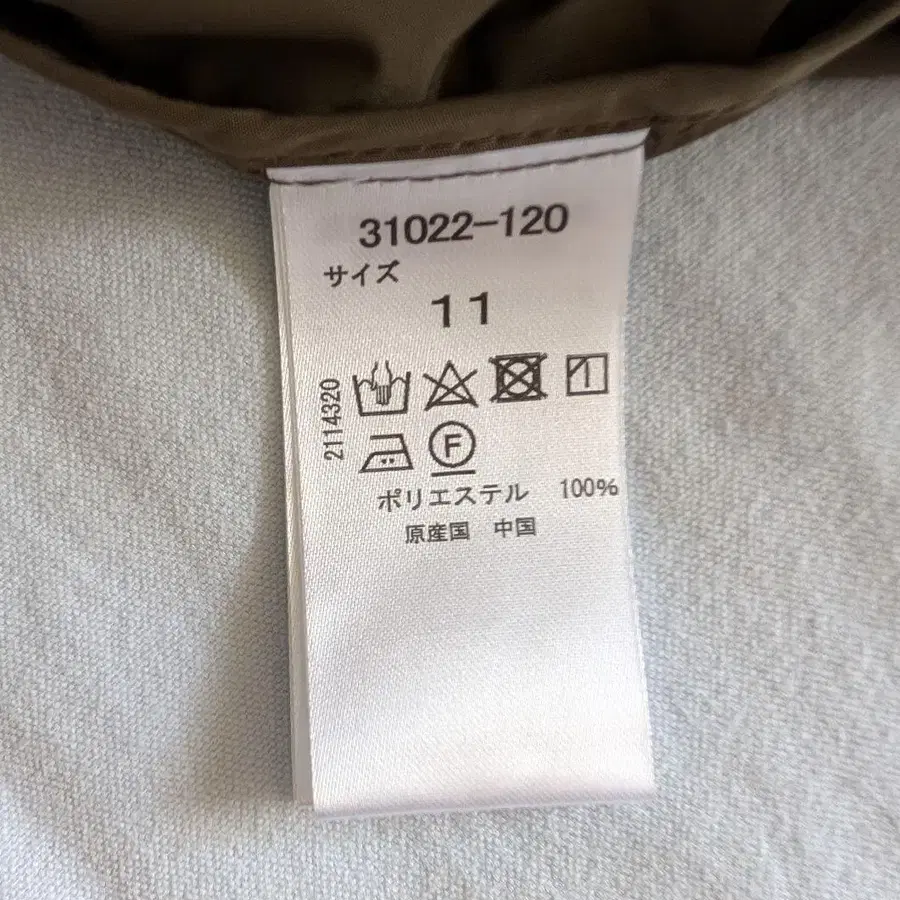 31022-120
サイズ
11
2114320
F
ポリエステル 100%
原産国 中国